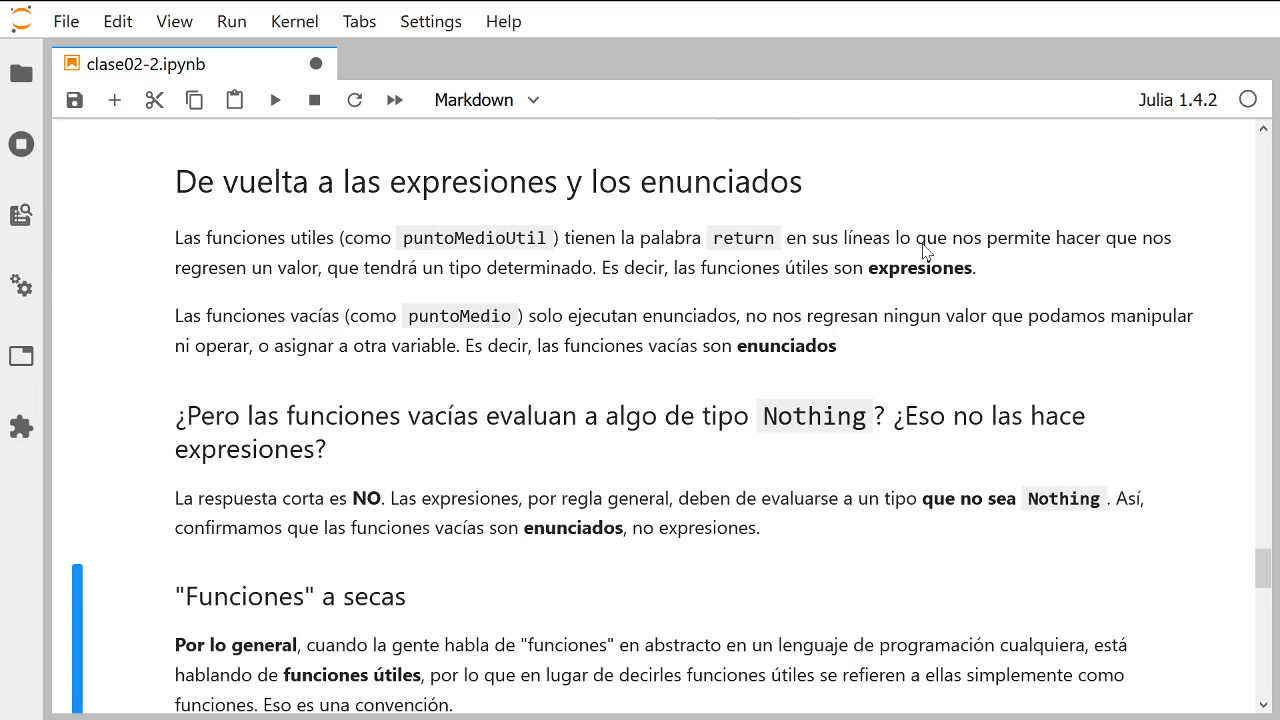 File Edit View Run Kernel Tabs Settings Help
clase02-2.ipynb
Markdown
Julia 1.4.2
De vuelta a las expresiones y los enunciados
Las funciones utiles (como puntoMedioUtil ) tienen la palabra return en sus líneas lo que nos permite hacer que nos
regresen un valor, que tendrá un tipo determinado. Es decir, las funciones útiles son expresiones.
Las funciones vacías (como puntoMedio ) solo ejecutan enunciados, no nos regresan ningun valor que podamos manipular
ni operar, o asignar a otra variable. Es decir, las funciones vacías son enunciados
¿Pero las funciones vacías evaluan a algo de tipo Nothing ? ¿Eso no las hace
expresiones?
La respuesta corta es NO. Las expresiones, por regla general, deben de evaluarse a un tipo que no sea Nothing . Así,
confirmamos que las funciones vacías son enunciados, no expresiones.
"Funciones" a secas
Por lo general, cuando la gente habla de "funciones" en abstracto en un lenguaje de programación cualquiera, está
hablando de funciones útiles, por lo que en lugar de decirles funciones útiles se refieren a ellas simplemente como
funciones. Eso es una convención.